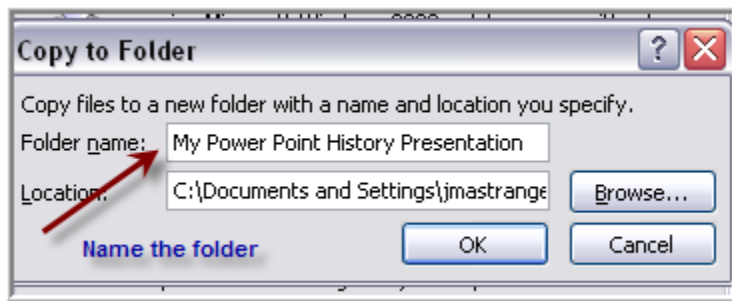 Copy to Folder ?
Copy files to a new folder with a name and location you specify.
Folder name: My Power Point History Presentation
Location: C:\Documents and Settings\jmastrange Browse...
Name the folder OK Cancel